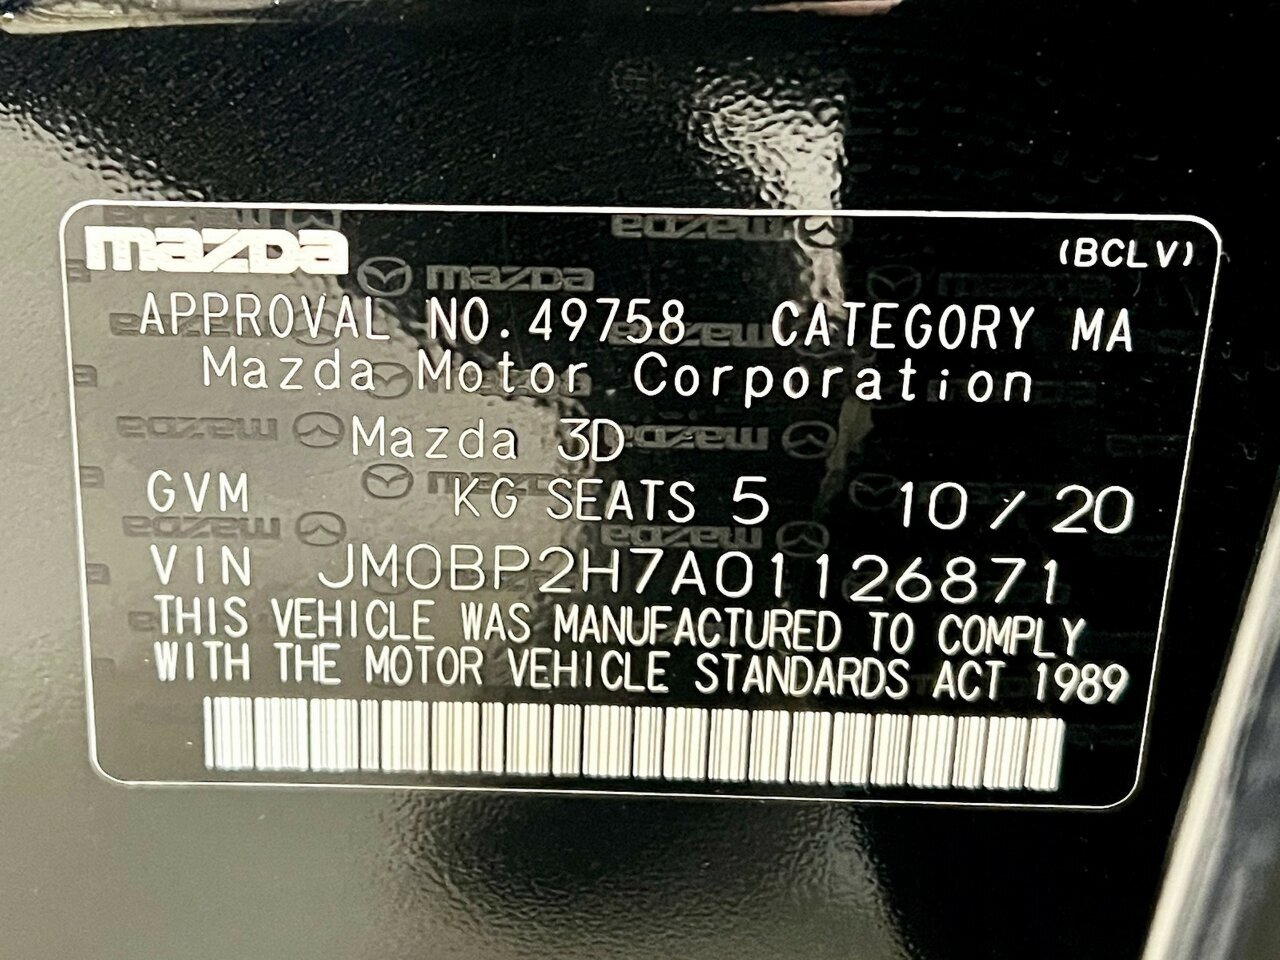 mazda (BCLV)
APPROVAL NO.49758 CATEGORY MA
Mazda Motor Corporation
Mazda 3D
GVM KG SEATS 5 10 / 20
VIN JM0BP2H7A01126871
THIS VEHICLE WAS MANUFACTURED TO COMPLY
WITH THE MOTOR VEHICLE STANDARDS ACT 1989